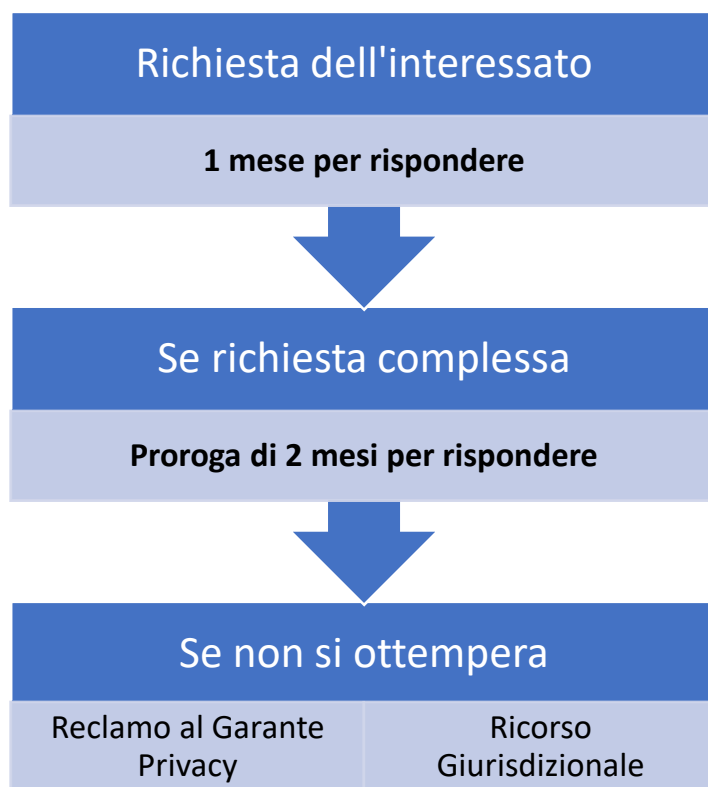 Richiesta dell'interessato
1 mese per rispondere
Se richiesta complessa
Proroga di 2 mesi per rispondere
Se non si ottempera
Reclamo al Garante
Privacy
Ricorso
Giurisdizionale